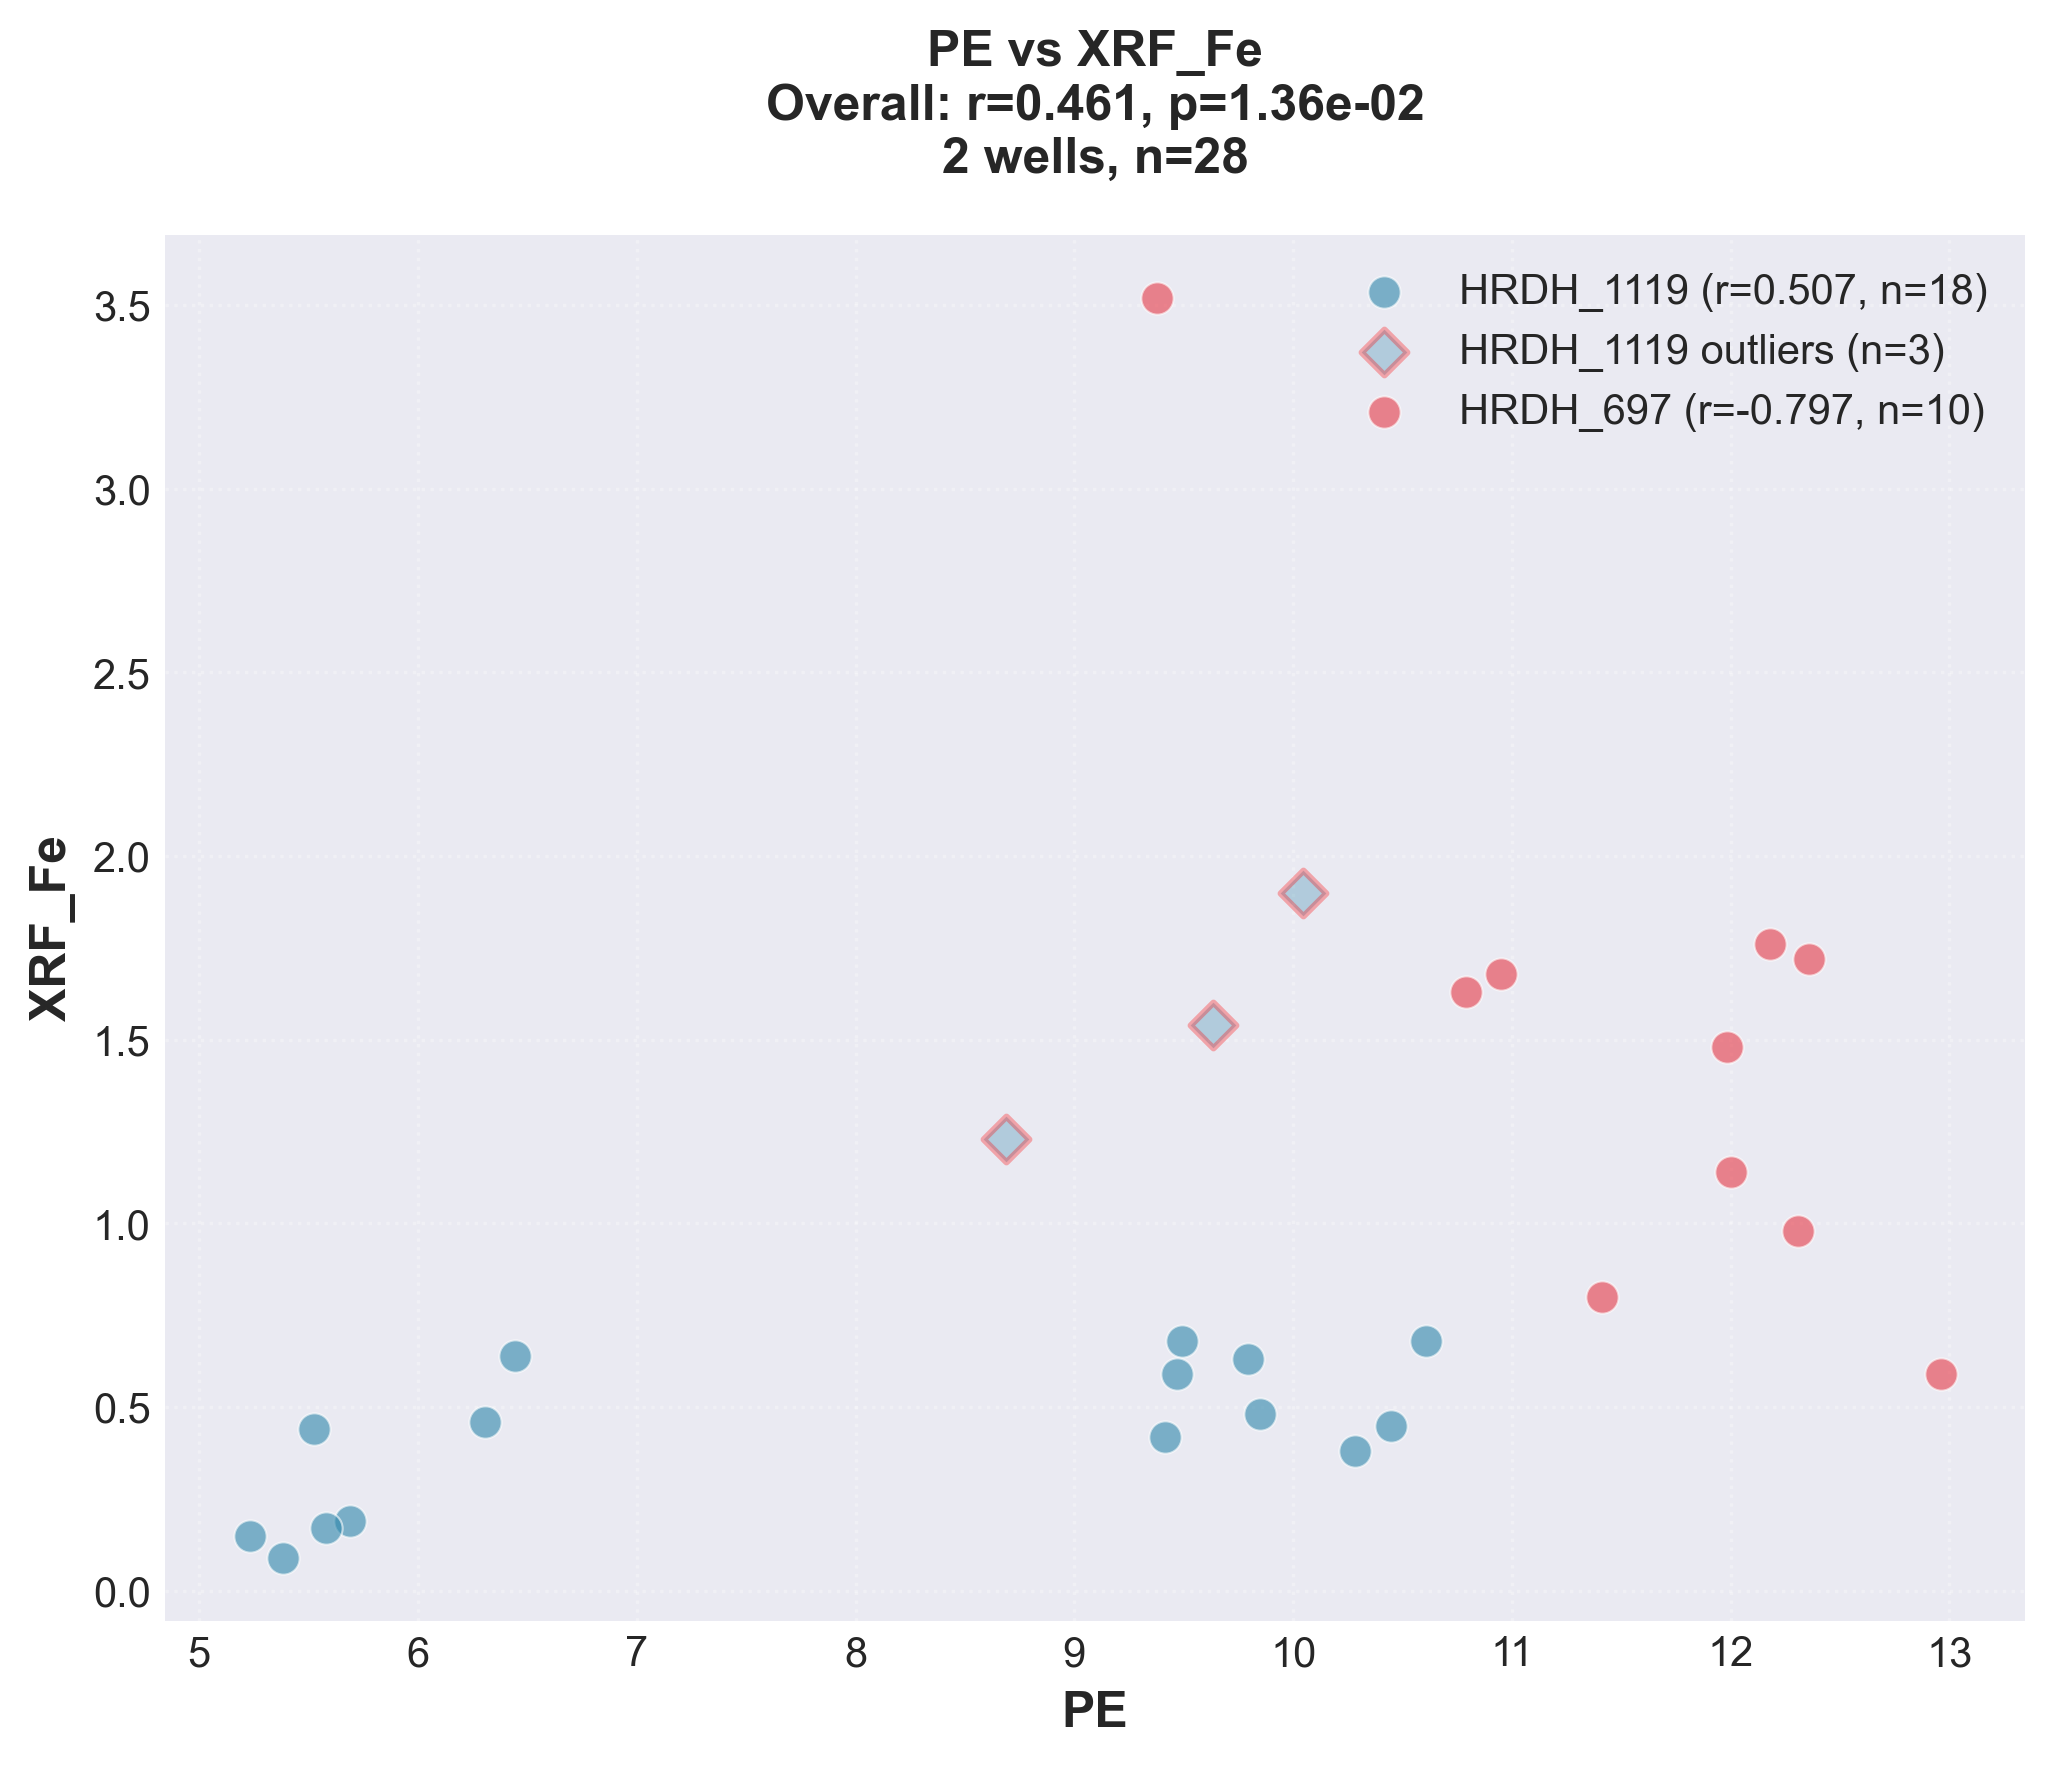 PE vs XRF_Fe
Overall: r=0.461, p=1.36e-02
2 wells, n=28
HRDH_1119 (r=0.507, n=18)
HRDH_1119 outliers (n=3)
HRDH_697 (r=-0.797, n=10)
XRF_Fe
3.5
3.0
2.5
2.0
1.5
1.0
0.5
0.0
5 6 7 8 9 10 11 12 13
PE